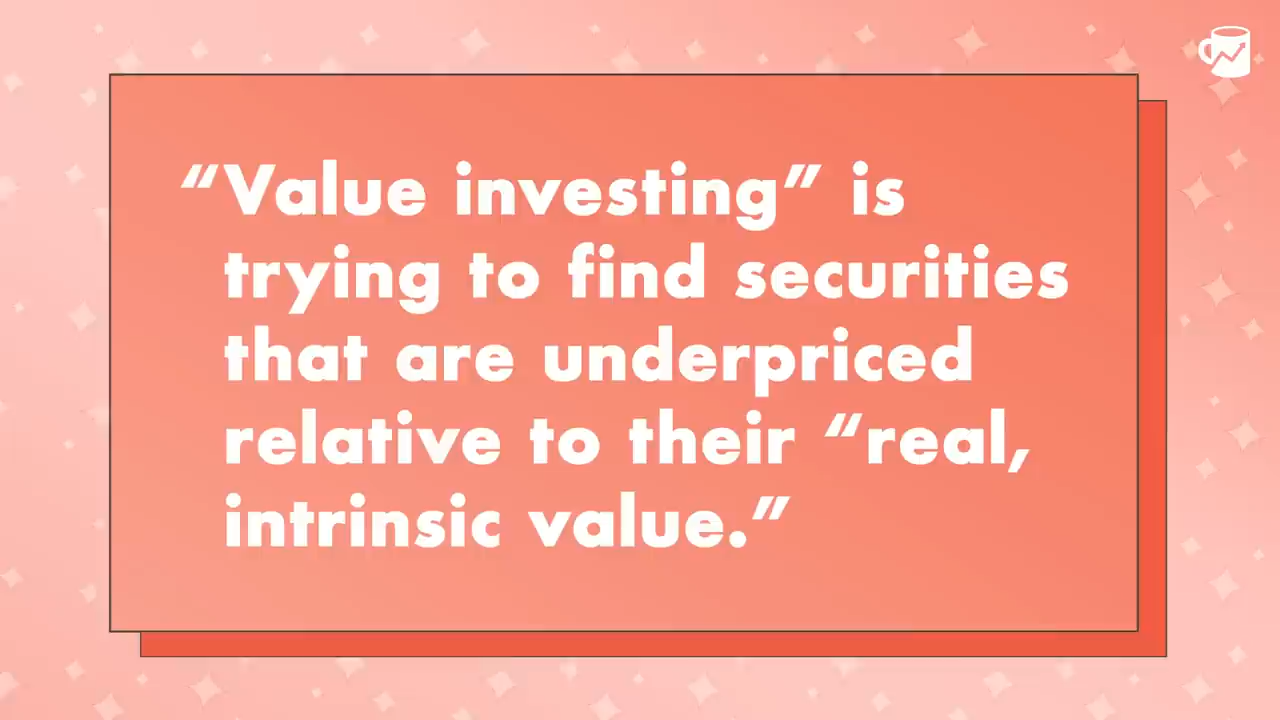 “Value investing” is
trying to find securities
that are underpriced
relative to their “real,
intrinsic value.”